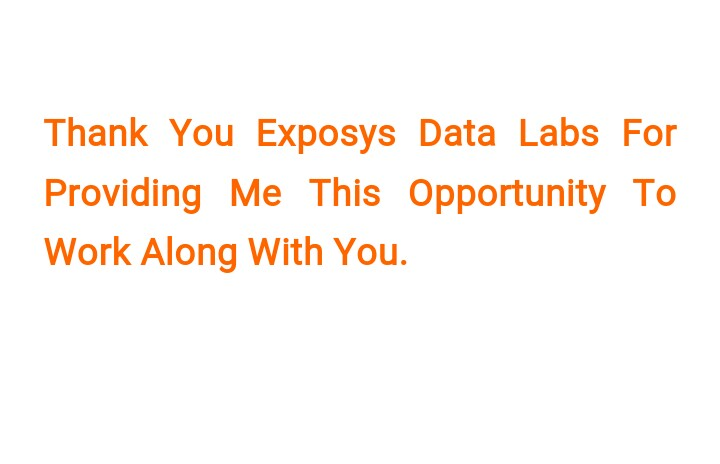 Thank You Exposys Data Labs For
Providing Me This Opportunity To
Work Along With You.